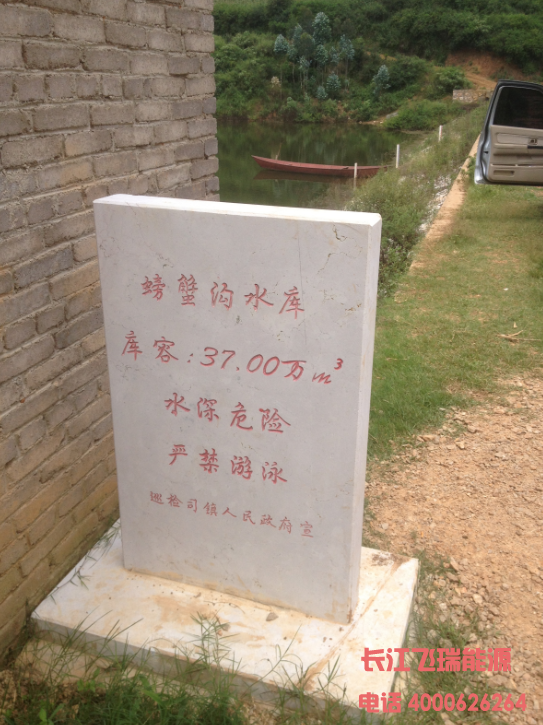 螃蟹沟水库
库容:37.00万m³
水深危险
严禁游泳
巡检司镇人民政府宣
长江飞瑞能源
电话 4000626264